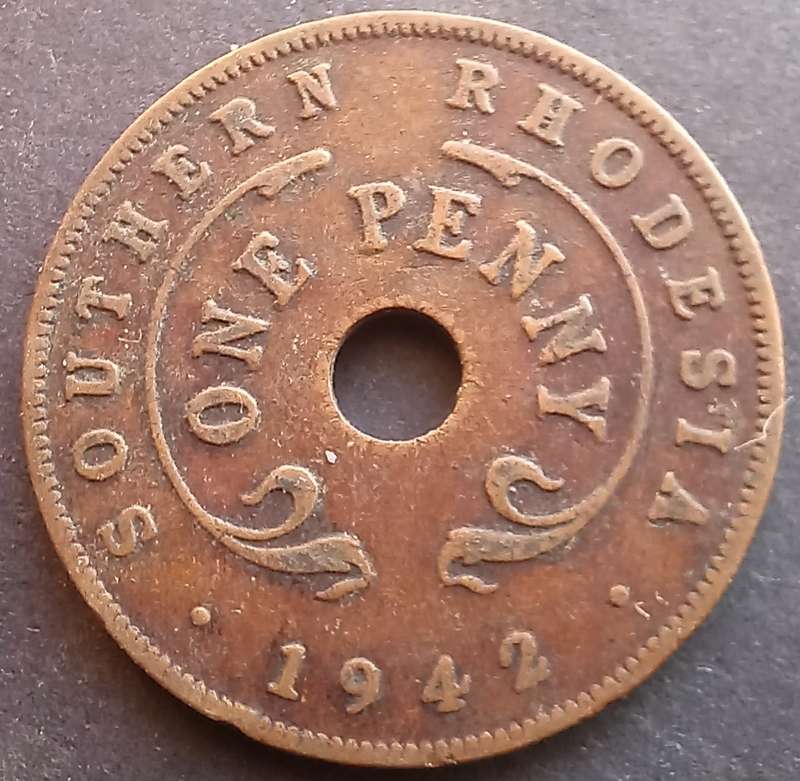 SOUTHERN RHODESIA
ONE PENNY
· 1942 ·